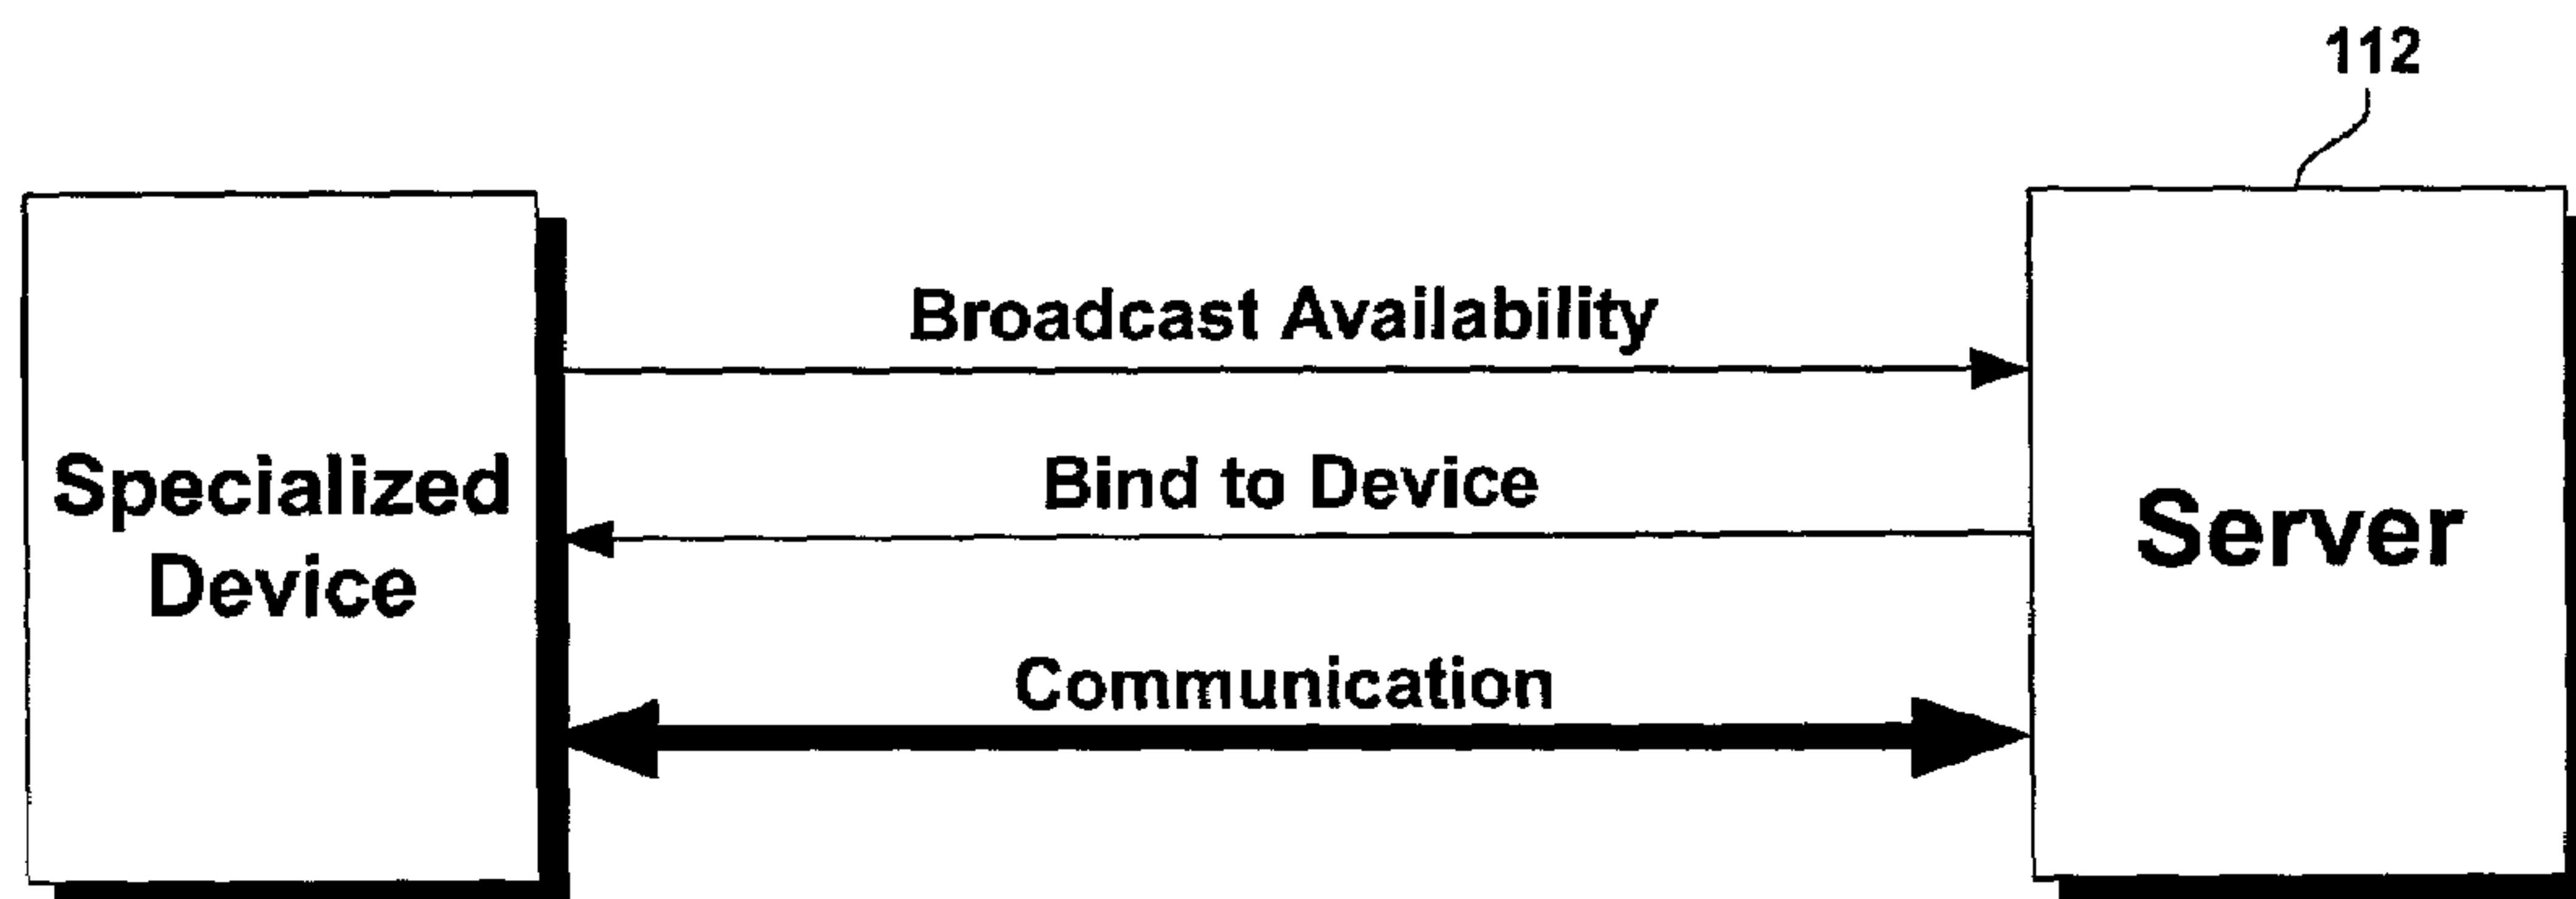 112
Broadcast Availability
Specialized
Device
Bind to Device
Server
Communication